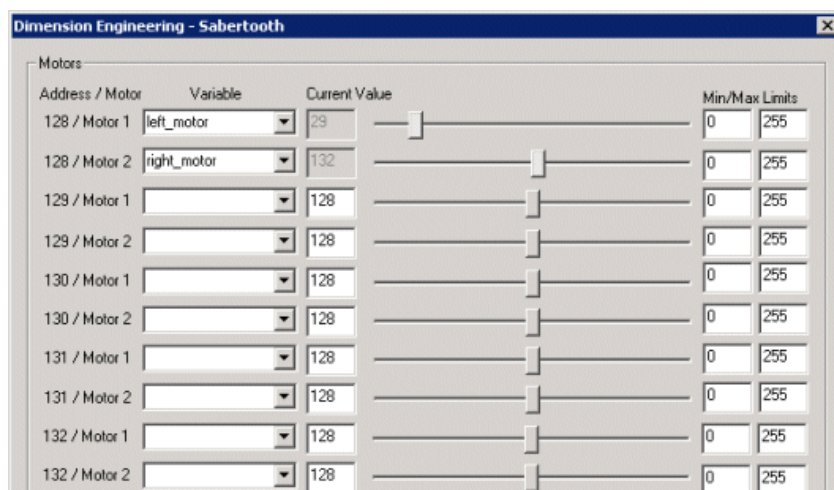 Dimension Engineering - Sabertooth
Motors
Address / Motor Variable Current Value Min/Max Limits
128 / Motor 1 left_motor 29 0 255
128 / Motor 2 right_motor 132 0 255
129 / Motor 1 128 0 255
129 / Motor 2 128 0 255
130 / Motor 1 128 0 255
130 / Motor 2 128 0 255
131 / Motor 1 128 0 255
131 / Motor 2 128 0 255
132 / Motor 1 128 0 255
132 / Motor 2 128 0 255